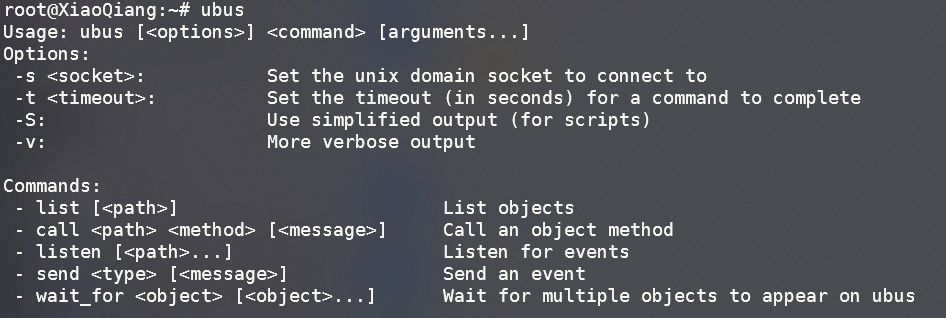 root@XiaoQiang:~# ubus
Usage: ubus [<options>] <command> [arguments...]
Options:
 -s <socket>:          Set the unix domain socket to connect to
 -t <timeout>:         Set the timeout (in seconds) for a command to complete
 -S:                   Use simplified output (for scripts)
 -v:                   More verbose output

Commands:
 - list [<path>]                        List objects
 - call <path> <method> [<message>]     Call an object method
 - listen [<path>...]                   Listen for events
 - send <type> [<message>]              Send an event
 - wait_for <object> [<object>...]      Wait for multiple objects to appear on ubus